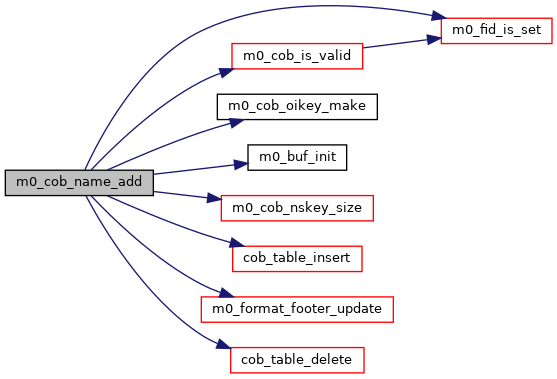 m0_fid_is_set
m0_cob_is_valid
m0_cob_oikey_make
m0_buf_init
m0_cob_name_add
m0_cob_nskey_size
cob_table_insert
m0_format_footer_update
cob_table_delete